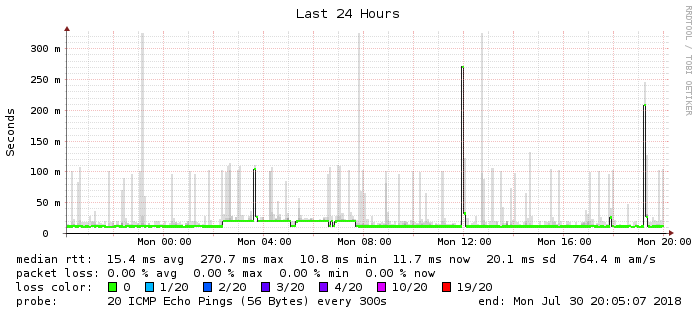 Last 24 Hours
RRDTOOL / TOBI OETIKER
Seconds
300 m
250 m
200 m
150 m
100 m
50 m
0
Mon 00:00 Mon 04:00 Mon 08:00 Mon 12:00 Mon 16:00 Mon 20:00
median rtt: 15.4 ms avg 270.7 ms max 10.8 ms min 11.7 ms now 20.1 ms sd 764.4 m am/s
packet loss: 0.00 % avg 0.00 % max 0.00 % min 0.00 % now
loss color: 0 1/20 2/20 3/20 4/20 10/20 19/20
probe: 20 ICMP Echo Pings (56 Bytes) every 300s end: Mon Jul 30 20:05:07 2018